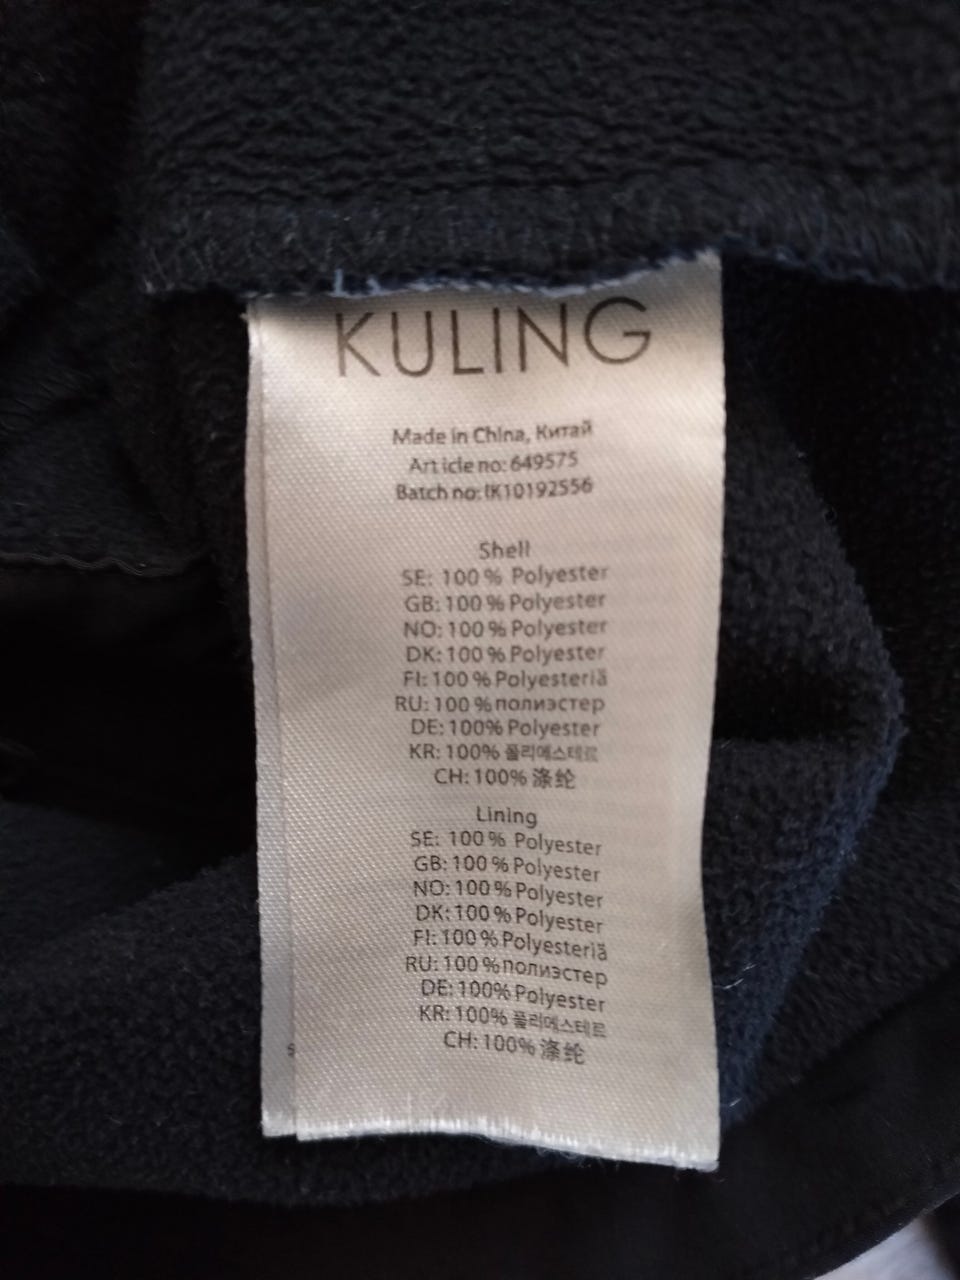 KULING
Made in China, Китай
Article no: 649575
Batch no: IK10192556
Shell
SE: 100 % Polyester
GB: 100 % Polyester
NO: 100 % Polyester
DK: 100 % Polyester
FI: 100 % Polyesteriä
RU: 100 % полиэстер
DE: 100% Polyester
KR: 100% 폴리에스테르
CH: 100% 涤纶
Lining
SE: 100 % Polyester
GB: 100 % Polyester
NO: 100 % Polyester
DK: 100 % Polyester
FI: 100 % Polyesteriä
RU: 100 % полиэстер
DE: 100% Polyester
KR: 100% 폴리에스테르
CH: 100% 涤纶